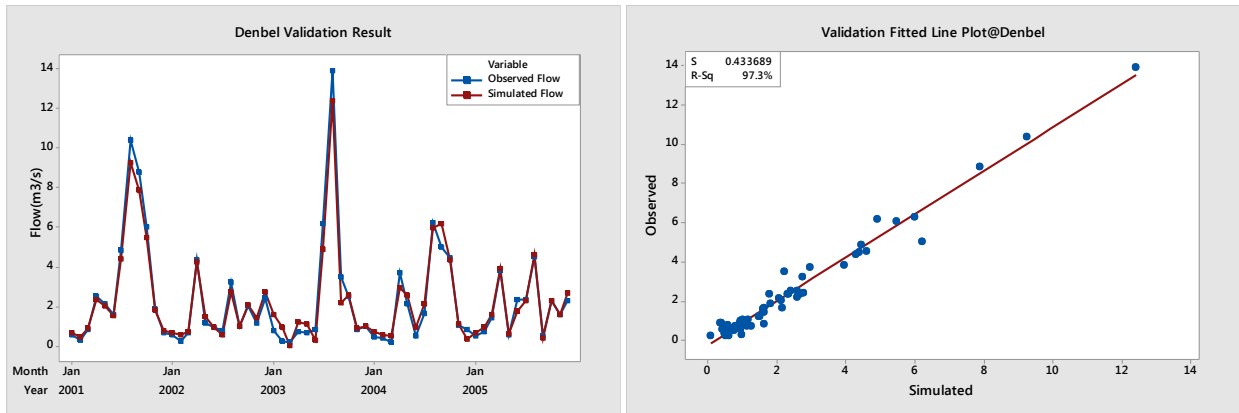 Denbel Validation Result
Variable
Observed Flow
Simulated Flow
Flow(m3/s)
14
12
10
8
6
4
2
0
Month Jan Jan Jan Jan Jan
Year 2001 2002 2003 2004 2005
Validation Fitted Line Plot@Denbel
S 0.433689
R-Sq 97.3%
Observed
14
12
10
8
6
4
2
0
0 2 4 6 8 10 12 14
Simulated